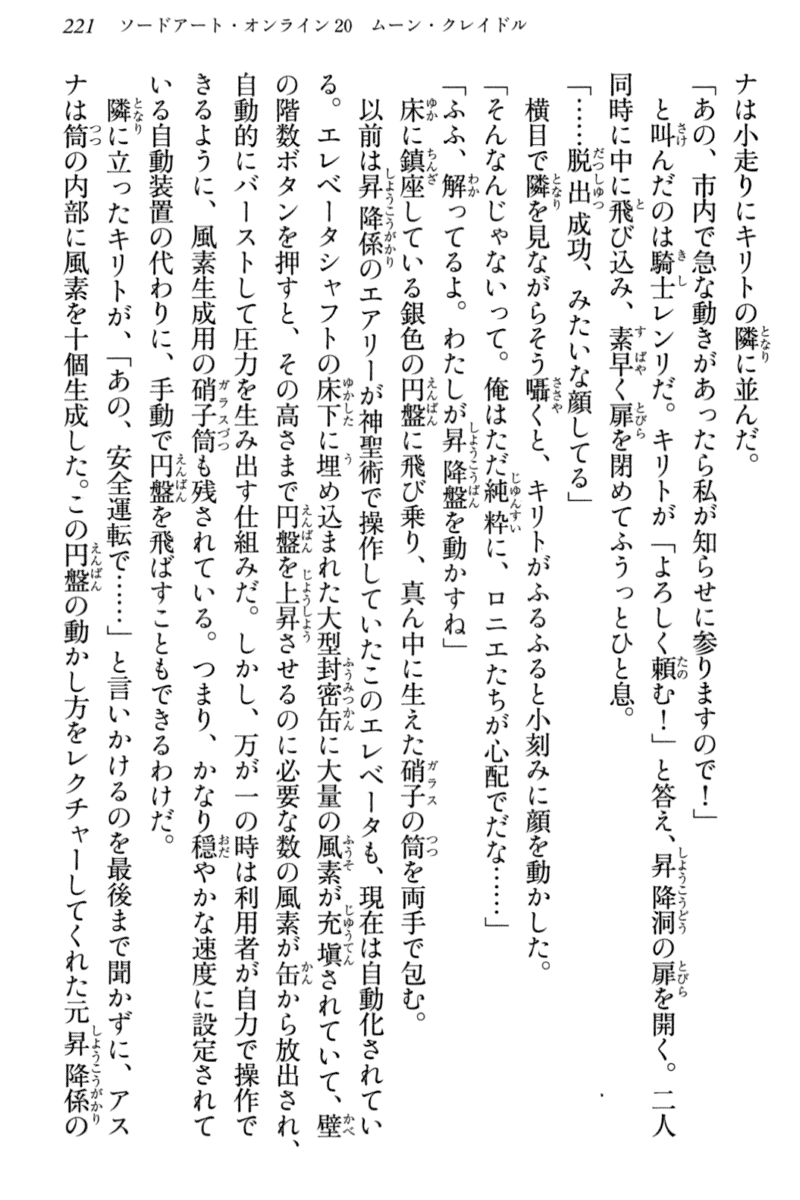 221　ソードアート・オンライン20　ムーン・クレイドル
ナは小走りにキリトの隣に並んだ。
「あの、市内で急な動きがあったら私が知らせに参りますので！」
と叫んだのは騎士レンリだ。キリトが「よろしく頼む！」と答え、昇降洞の扉を開く。二人
同時に中に飛び込み、素早く扉を閉めてふうっとひと息。
「……脱出成功、みたいな顔してる」
横目で隣を見ながらそう囁くと、キリトがふるふると小刻みに顔を動かした。
「そんなんじゃないって。俺はただ純粋に、ロニエたちが心配でだな……」
「ふふ、解ってるよ。わたしが昇降盤を動かすね」
床に鎮座している銀色の円盤に飛び乗り、真ん中に生えた硝子の筒を両手で包む。
以前は昇降係のエアリーが神聖術で操作していたこのエレベータも、現在は自動化されてい
る。エレベータシャフトの床下に埋め込まれた大型封密缶に大量の風素が充塡されていて、壁
の階数ボタンを押すと、その高さまで円盤を上昇させるのに必要な数の風素が缶から放出され、
自動的にバーストして圧力を生み出す仕組みだ。しかし、万が一の時は利用者が自力で操作で
きるように、風素生成用の硝子筒も残されている。つまり、かなり穏やかな速度に設定されて
いる自動装置の代わりに、手動で円盤を飛ばすこともできるわけだ。
隣に立ったキリトが、「あの、安全運転で……」と言いかけるのを最後まで聞かずに、アス
ナは筒の内部に風素を十個生成した。この円盤の動かし方をレクチャーしてくれた元昇降係の